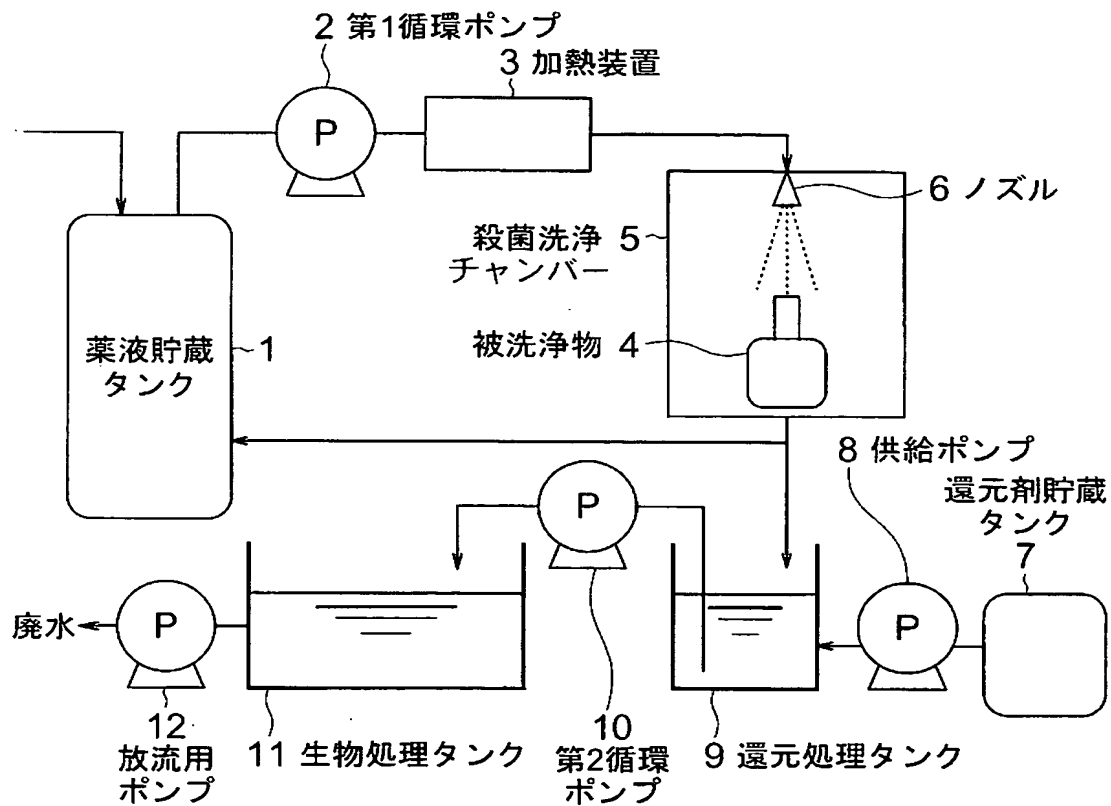 2 第1循環ポンプ
3 加熱装置
P
6 ノズル
殺菌洗浄 5
チャンバー
薬液貯蔵
タンク
1
被洗浄物 4
8 供給ポンプ
還元剤貯蔵
タンク
7
P
P
P
廃水
12
放流用
ポンプ
11 生物処理タンク
10
第2循環
ポンプ
9 還元処理タンク